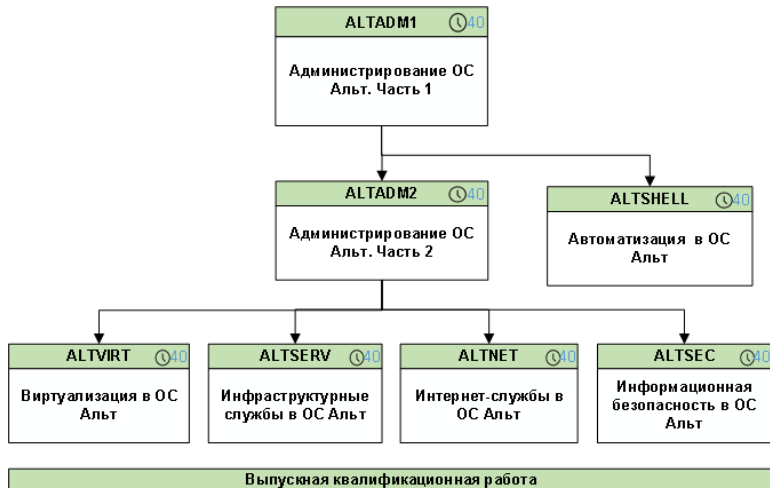 ALTADM1 40
Администрирование ОС
Альт. Часть 1
ALTADM2 40
Администрирование ОС
Альт. Часть 2
ALTSHELL 40
Автоматизация в ОС
Альт
ALTVIRT 40
Виртуализация в ОС
Альт
ALTSERV 40
Инфраструктурные
службы в ОС Альт
ALTNET 40
Интернет-службы в
ОС Альт
ALTSEC 40
Информационная
безопасность в ОС
Альт
Выпускная квалификационная работа